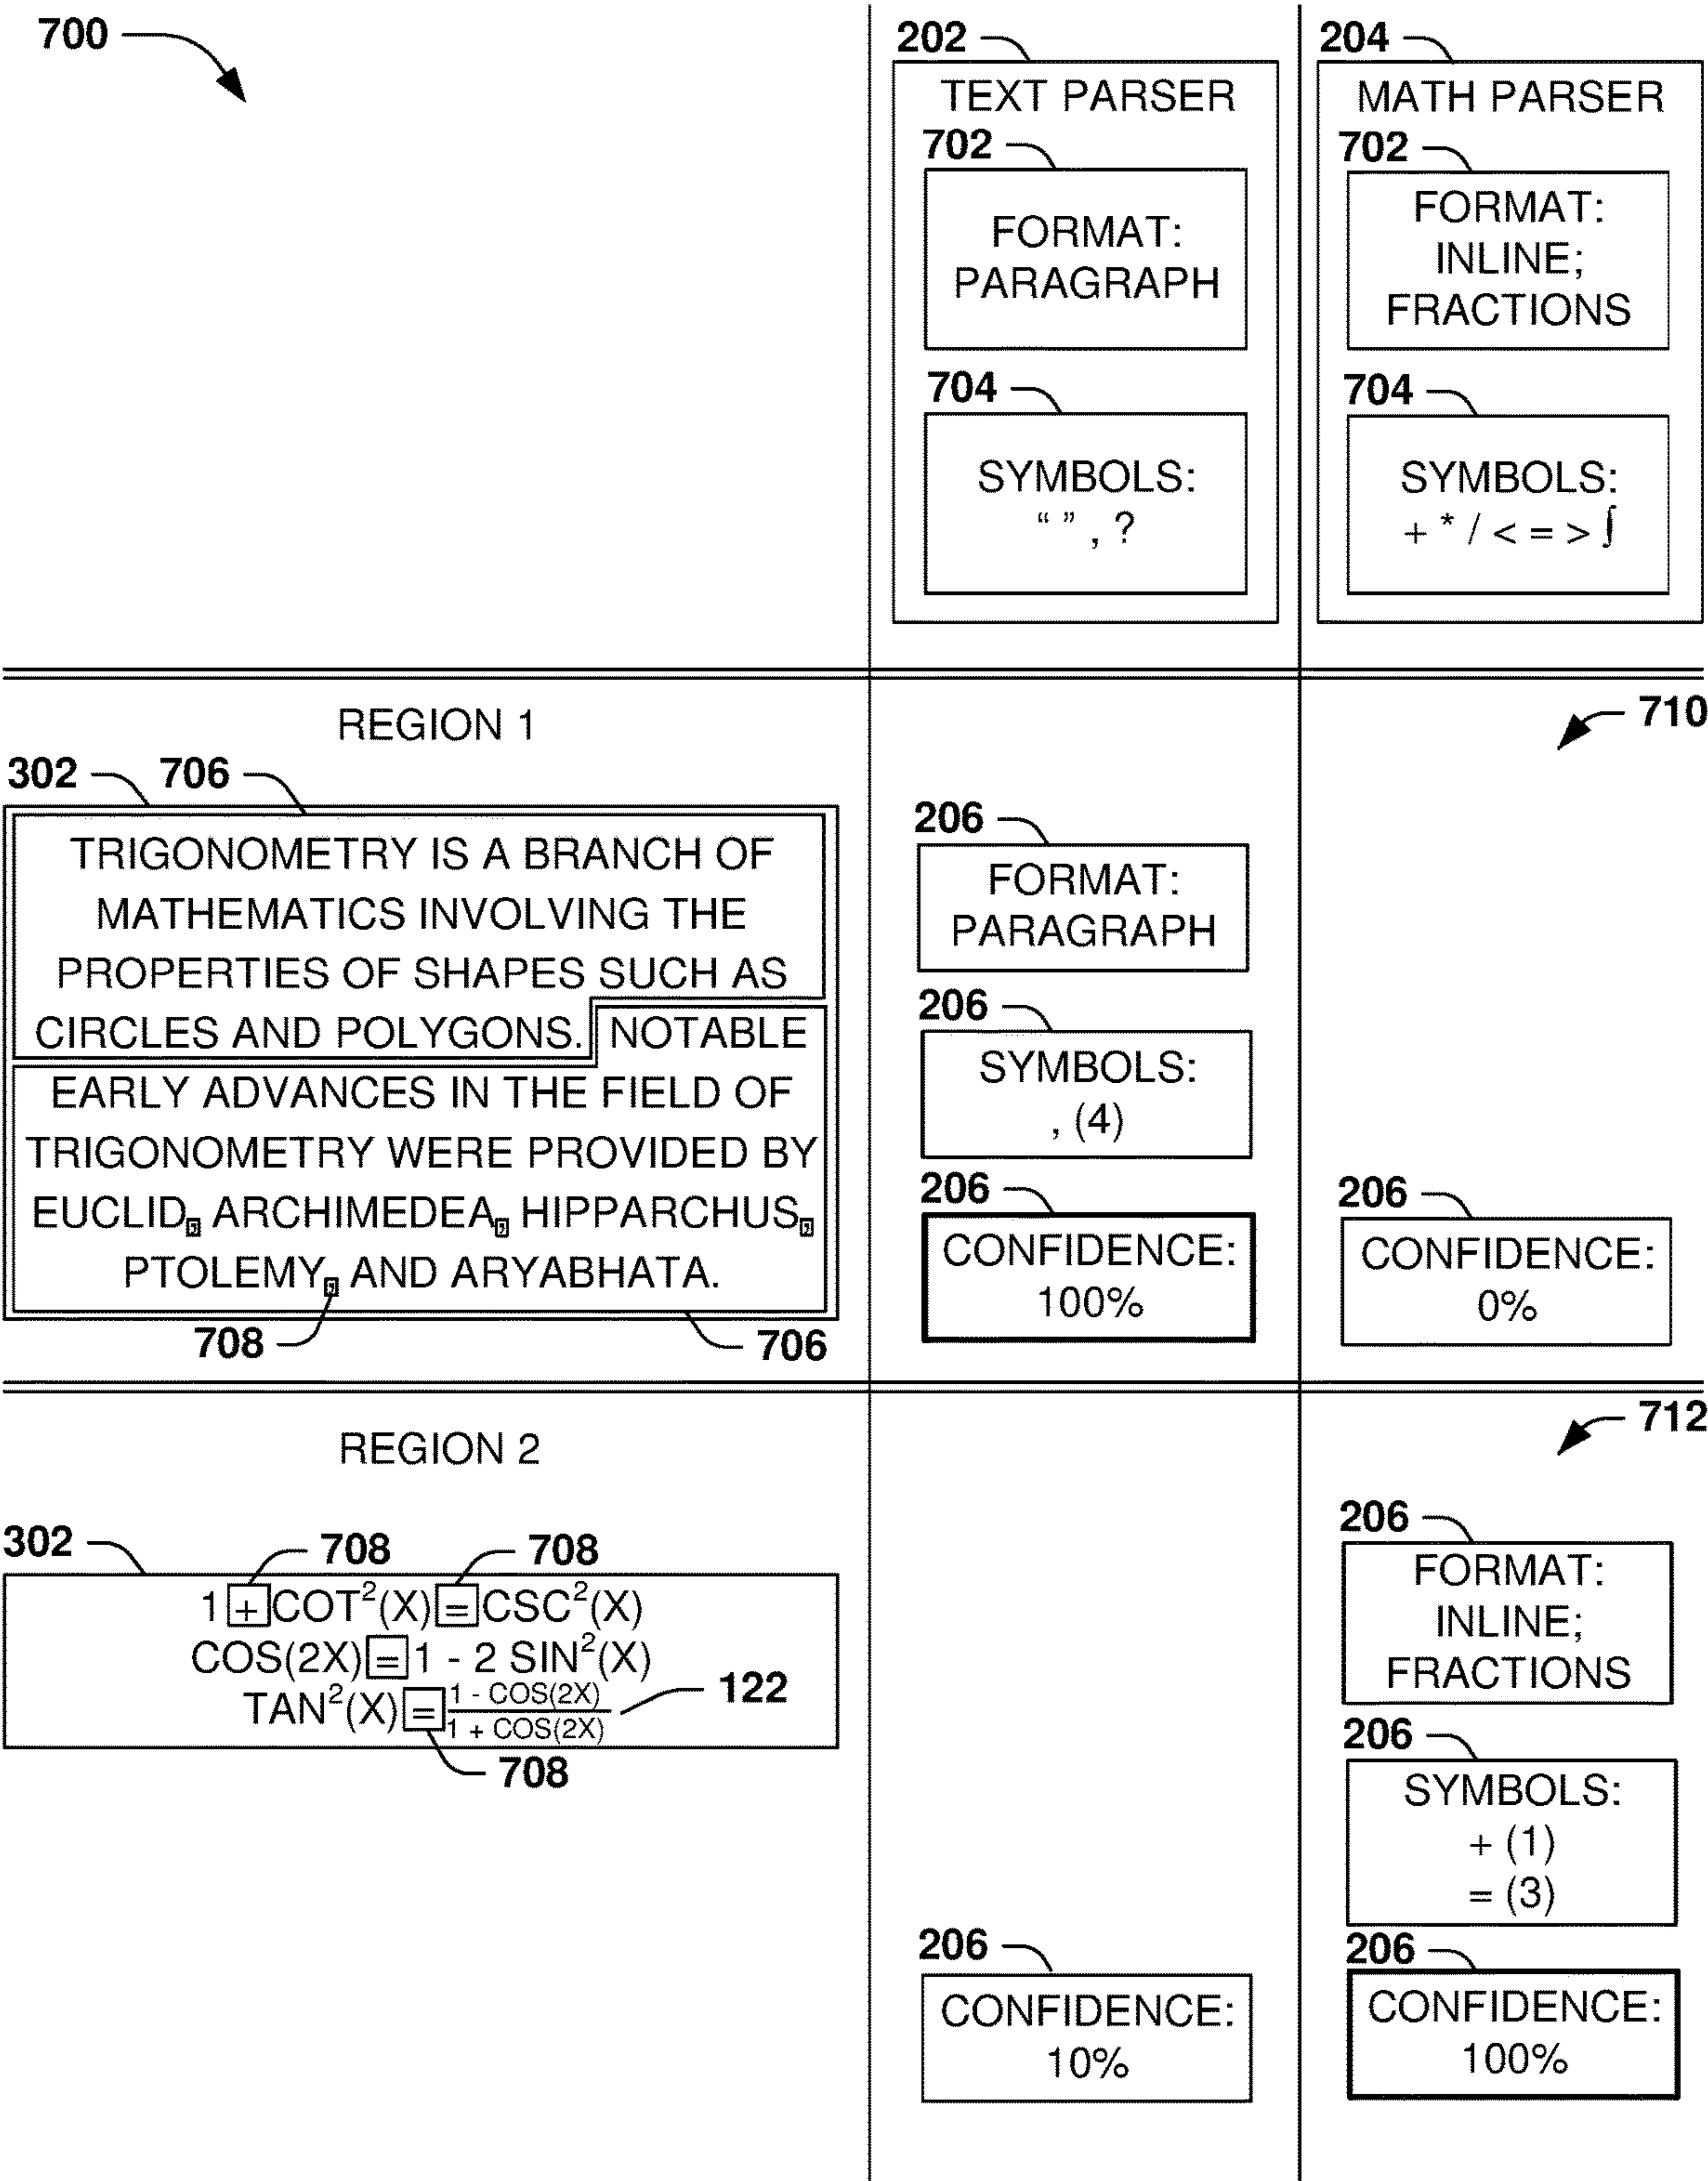 700
202
TEXT PARSER
702
FORMAT:
PARAGRAPH
704
SYMBOLS:
“ ” , ?
204
MATH PARSER
702
FORMAT:
INLINE;
FRACTIONS
704
SYMBOLS:
+ * / < = > ∫
REGION 1
710
302
706
TRIGONOMETRY IS A BRANCH OF
MATHEMATICS INVOLVING THE
PROPERTIES OF SHAPES SUCH AS
CIRCLES AND POLYGONS. NOTABLE
EARLY ADVANCES IN THE FIELD OF
TRIGONOMETRY WERE PROVIDED BY
EUCLID, ARCHIMEDEA, HIPPARCHUS,
PTOLEMY, AND ARYABHATA.
708
706
206
FORMAT:
PARAGRAPH
206
SYMBOLS:
, (4)
206
CONFIDENCE:
100%
206
CONFIDENCE:
0%
REGION 2
712
302
708
708
1 + COT²(X) = CSC²(X)
COS(2X) = 1 - 2 SIN²(X)
TAN²(X) = 1 - COS(2X)
1 + COS(2X)
122
708
206
CONFIDENCE:
10%
206
FORMAT:
INLINE;
FRACTIONS
206
SYMBOLS:
+ (1)
= (3)
206
CONFIDENCE:
100%